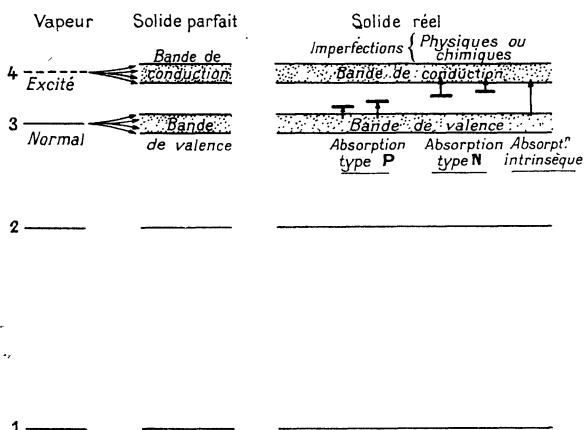 Vapeur
Solide parfait
Solide réel
Imperfections { Physiques ou
chimiques
Bande de
conduction
Bande de conduction
4
Excité
3
Normal
Bande
de valence
Bande de valence
Absorption
type P
Absorption
type N
Absorpt.n
intrinsèque
2
1